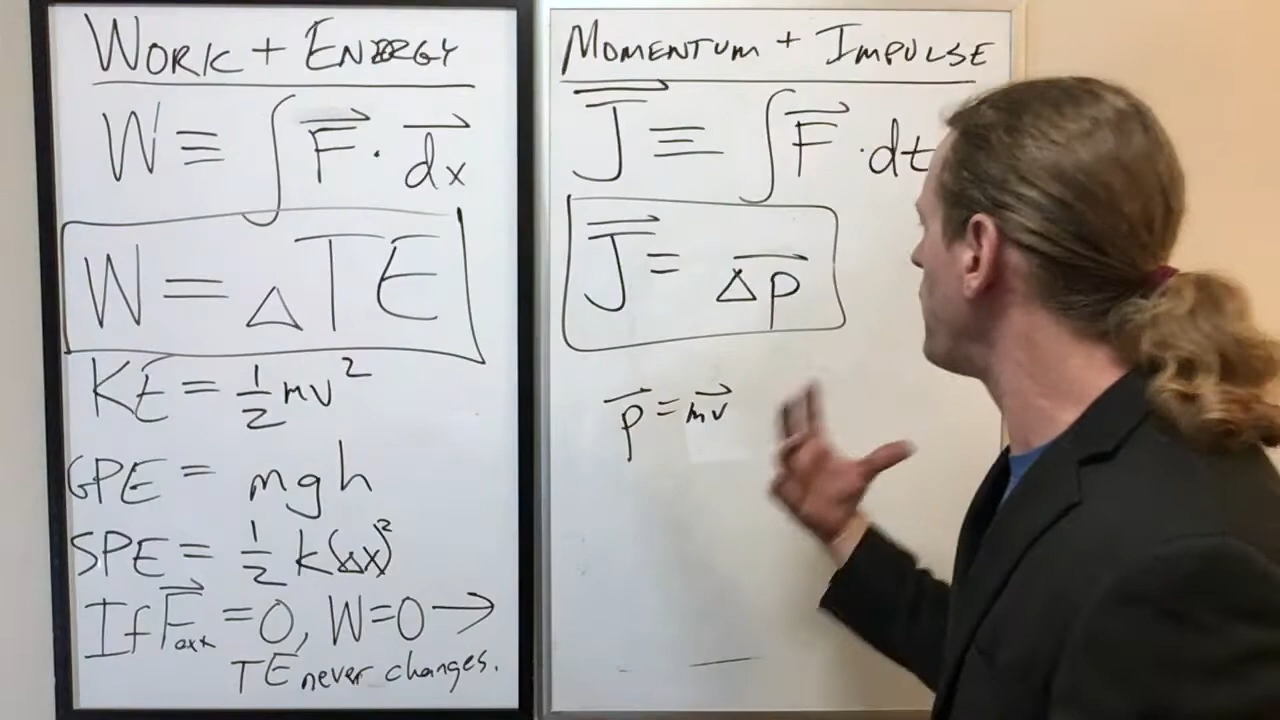 WORK + ENERGY
W ≡ ∫ F⃗ · d⃗x
W = ΔTE
KE = ½mv²
GPE = mgh
SPE = ½k(Δx)²
If F⃗ext = 0, W=0 →
TE never changes.
MOMENTUM + IMPULSE
J⃗ ≡ ∫ F⃗ · dt
J⃗ = Δp⃗
p⃗ = mv⃗